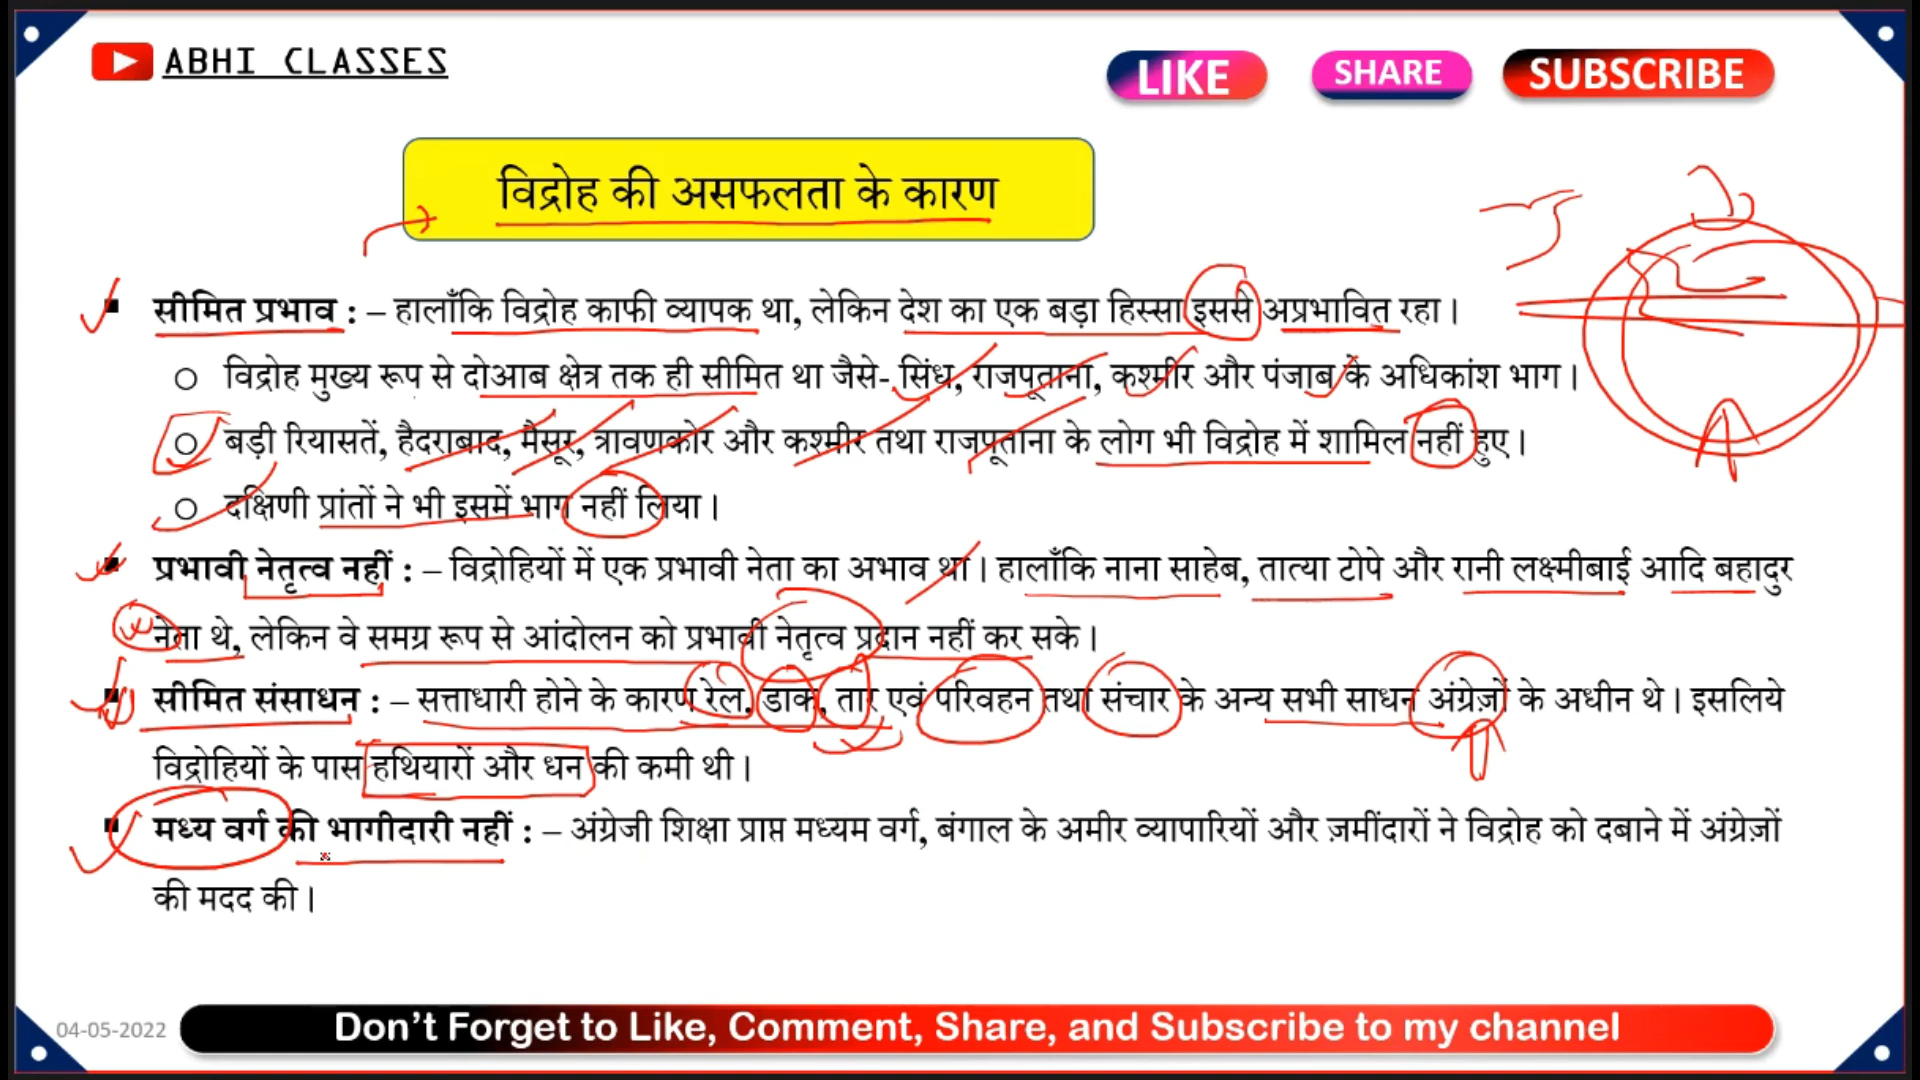 ABHI CLASSES
LIKE
SHARE
SUBSCRIBE
विद्रोह की असफलता के कारण
सीमित प्रभाव : – हालाँकि विद्रोह काफी व्यापक था, लेकिन देश का एक बड़ा हिस्सा इससे अप्रभावित रहा।
विद्रोह मुख्य रूप से दोआब क्षेत्र तक ही सीमित था जैसे- सिंध, राजपूताना, कश्मीर और पंजाब के अधिकांश भाग।
बड़ी रियासतें, हैदराबाद, मैसूर, त्रावणकोर और कश्मीर तथा राजपूताना के लोग भी विद्रोह में शामिल नहीं हुए।
दक्षिणी प्रांतों ने भी इसमें भाग नहीं लिया।
प्रभावी नेतृत्व नहीं : – विद्रोहियों में एक प्रभावी नेता का अभाव था। हालाँकि नाना साहेब, तात्या टोपे और रानी लक्ष्मीबाई आदि बहादुर
नेता थे, लेकिन वे समग्र रूप से आंदोलन को प्रभावी नेतृत्व प्रदान नहीं कर सके।
सीमित संसाधन : – सत्ताधारी होने के कारण रेल, डाक, तार एवं परिवहन तथा संचार के अन्य सभी साधन अंग्रेज़ों के अधीन थे। इसलिये
विद्रोहियों के पास हथियारों और धन की कमी थी।
मध्य वर्ग की भागीदारी नहीं : – अंग्रेजी शिक्षा प्राप्त मध्यम वर्ग, बंगाल के अमीर व्यापारियों और ज़मींदारों ने विद्रोह को दबाने में अंग्रेज़ों
की मदद की।
04-05-2022
Don’t Forget to Like, Comment, Share, and Subscribe to my channel